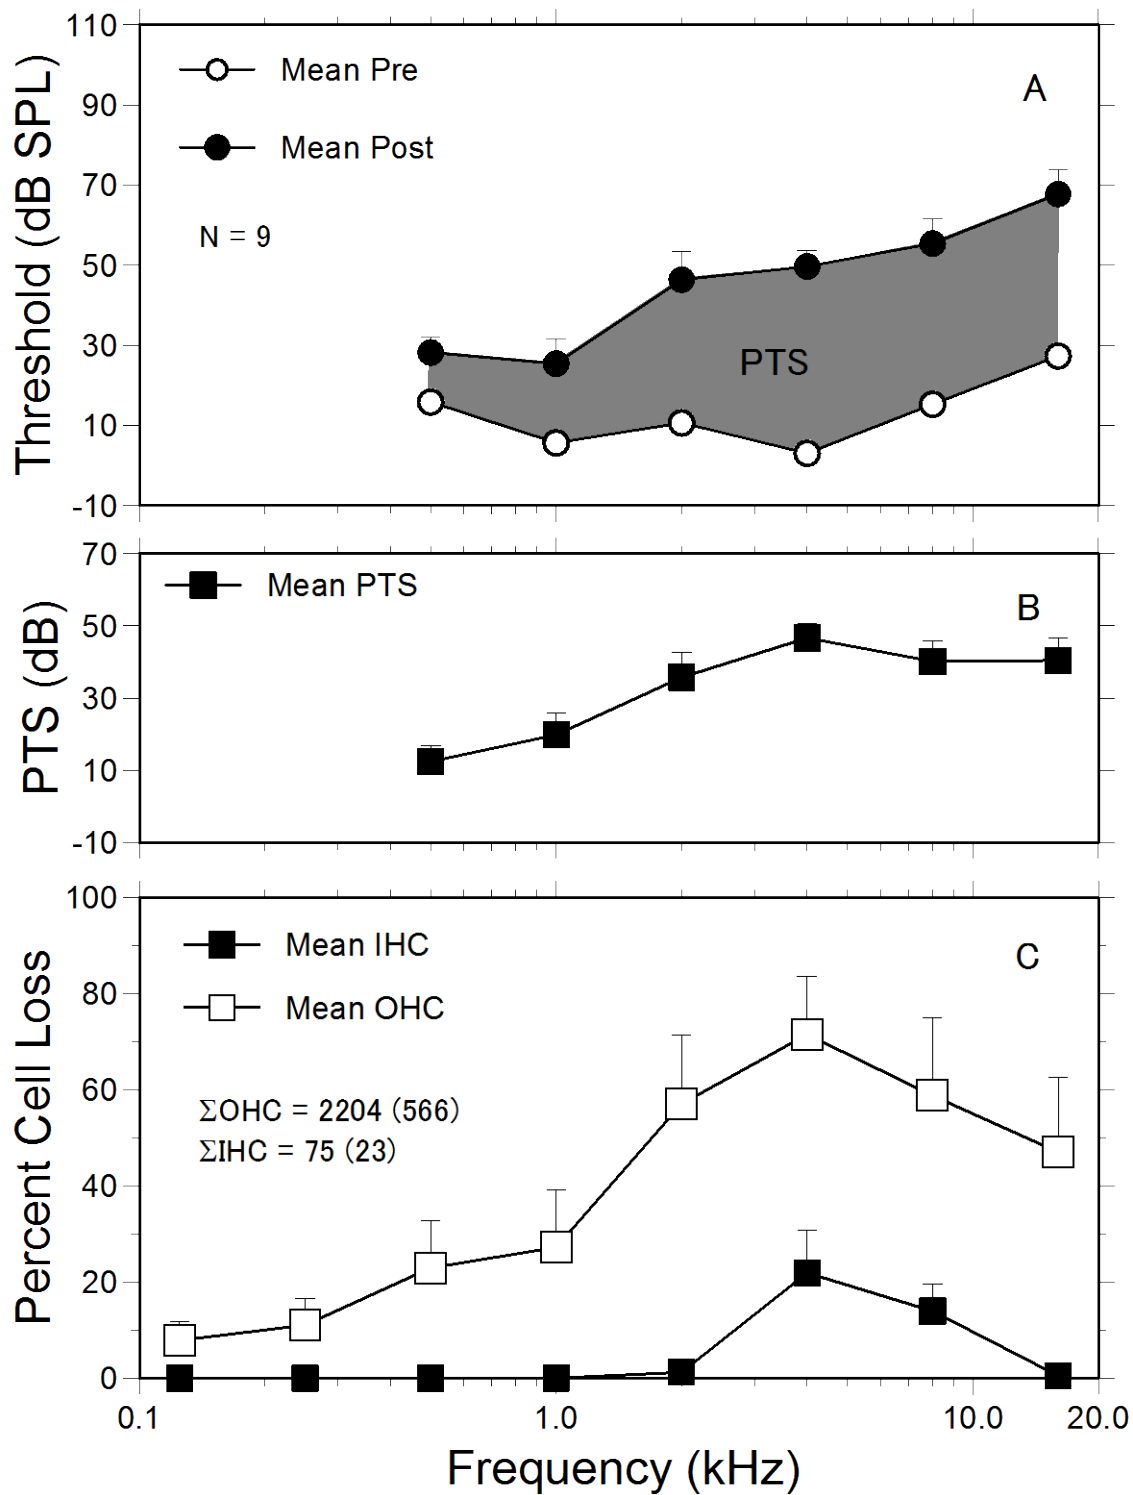 110
90
70
50
30
10
-10
Threshold (dB SPL)
Mean Pre
Mean Post
N = 9
A
PTS
70
50
30
10
-10
PTS (dB)
Mean PTS
B
100
80
60
40
20
0
Percent Cell Loss
Mean IHC
Mean OHC
C
ΣOHC = 2204 (566)
ΣIHC = 75 (23)
0.1
1.0
10.0
20.0
Frequency (kHz)